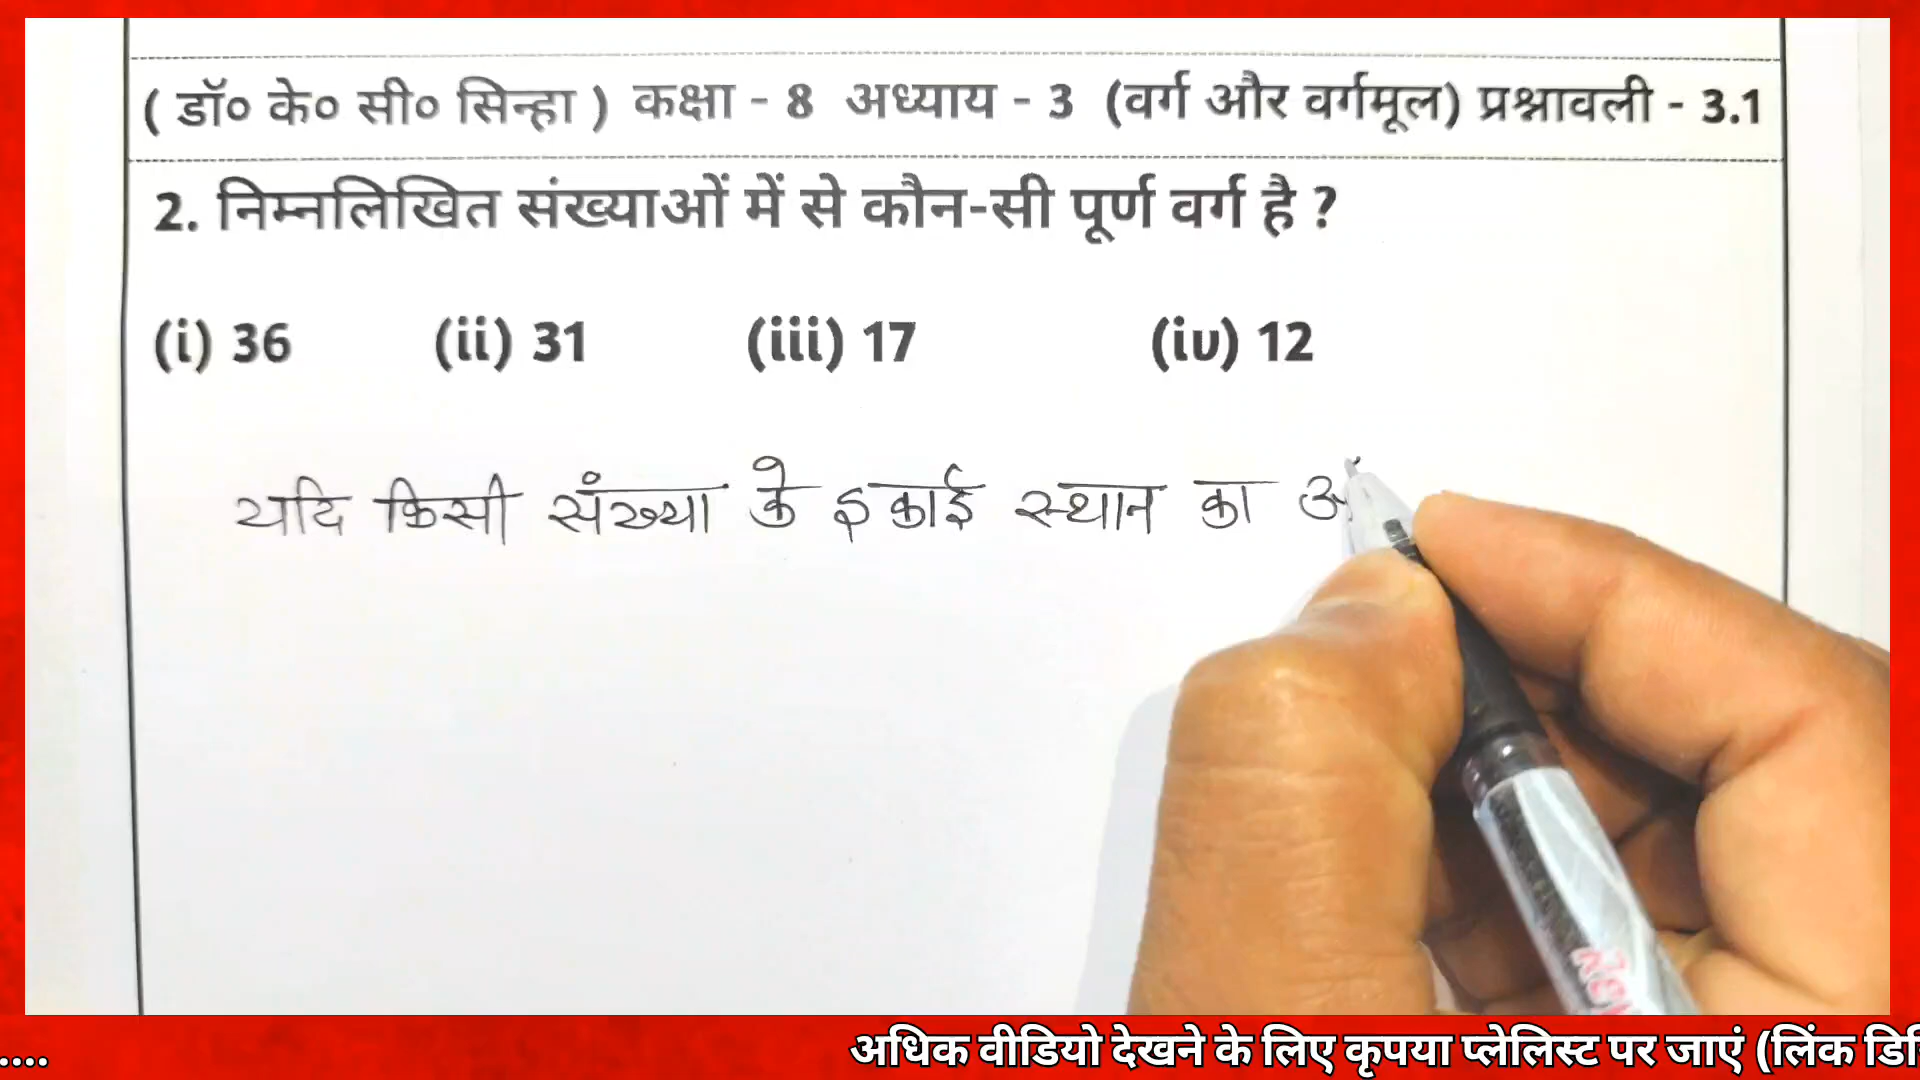 ( डॉ० के० सी० सिन्हा ) कक्षा - 8 अध्याय - 3 (वर्ग और वर्गमूल) प्रश्नावली - 3.1
2. निम्नलिखित संख्याओं में से कौन-सी पूर्ण वर्ग है ?
(i) 36 (ii) 31 (iii) 17 (iv) 12
यदि किसी संख्या के इकाई स्थान का
.... अधिक वीडियो देखने के लिए कृपया प्लेलिस्ट पर जाएं (लिंक